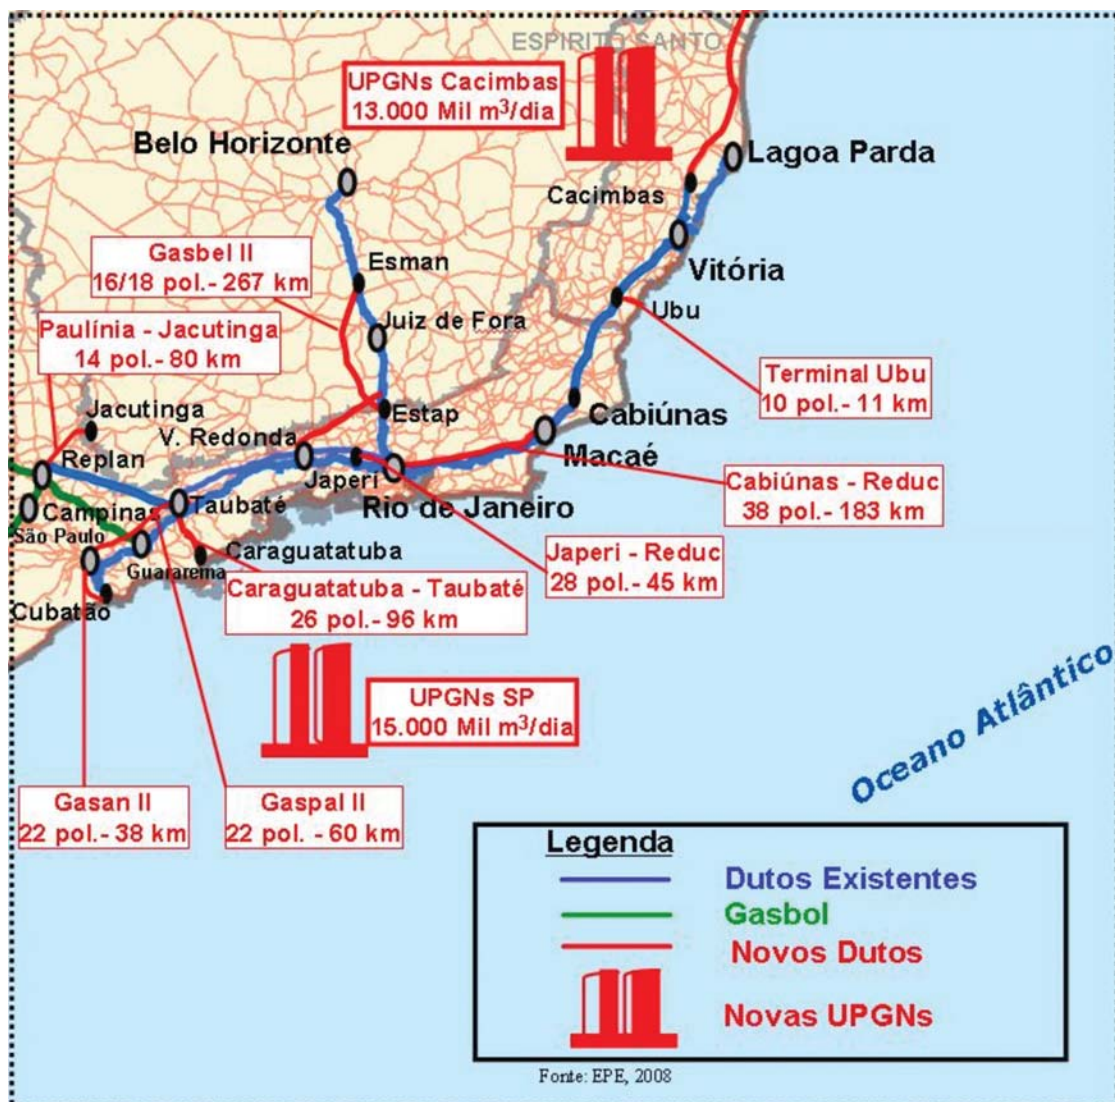 ESPIRITO SANTO
UPGNs Cacimbas
13.000 Mil m³/dia
Belo Horizonte
Lagoa Parda
Cacimbas
Gasbel II
16/18 pol.- 267 km
Esman
Vitória
Ubu
Juiz de Fora
Paulínia - Jacutinga
14 pol.- 80 km
Terminal Ubu
10 pol.- 11 km
Jacutinga
Estap
Cabiúnas
V. Redonda
Macaé
Replan
Japeri
Cabiúnas - Reduc
38 pol.- 183 km
Rio de Janeiro
Taubaté
Campinas
São Paulo
Caraguatatuba
Japeri - Reduc
28 pol.- 45 km
Guararema
Caraguatatuba - Taubaté
26 pol.- 96 km
Cubatão
UPGNs SP
15.000 Mil m³/dia
Oceano Atlântico
Gasan II
22 pol.- 38 km
Gaspal II
22 pol. - 60 km
Legenda
Dutos Existentes
Gasbol
Novos Dutos
Novas UPGNs
Fonte: EPE, 2008